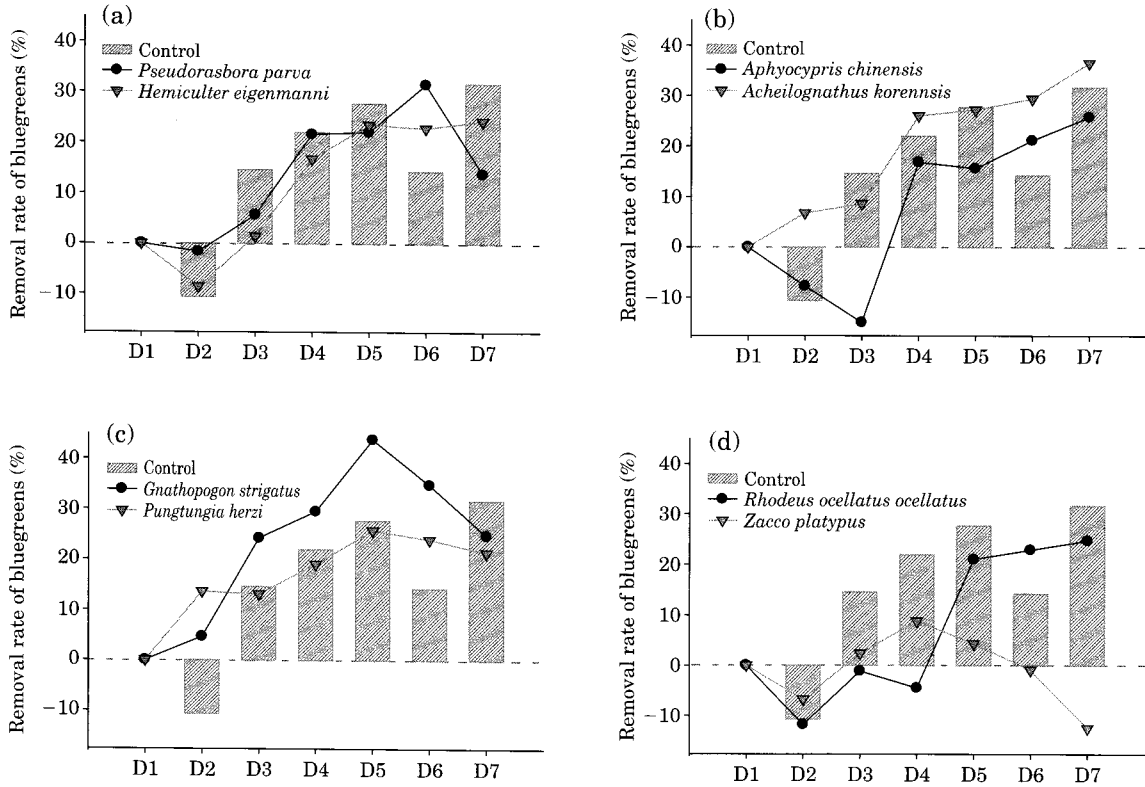 (a)
Removal rate of bluegreens (%)
40
30
20
10
0
−10
Control
Pseudorasbora parva
Hemiculter eigenmanni
D1 D2 D3 D4 D5 D6 D7
(b)
Removal rate of bluegreens (%)
40
30
20
10
0
−10
Control
Aphyocypris chinensis
Acheilognathus korennsis
D1 D2 D3 D4 D5 D6 D7
(c)
Removal rate of bluegreens (%)
40
30
20
10
0
−10
Control
Gnathopogon strigatus
Pungtungia herzi
D1 D2 D3 D4 D5 D6 D7
(d)
Removal rate of bluegreens (%)
40
30
20
10
0
−10
Control
Rhodeus ocellatus ocellatus
Zacco platypus
D1 D2 D3 D4 D5 D6 D7